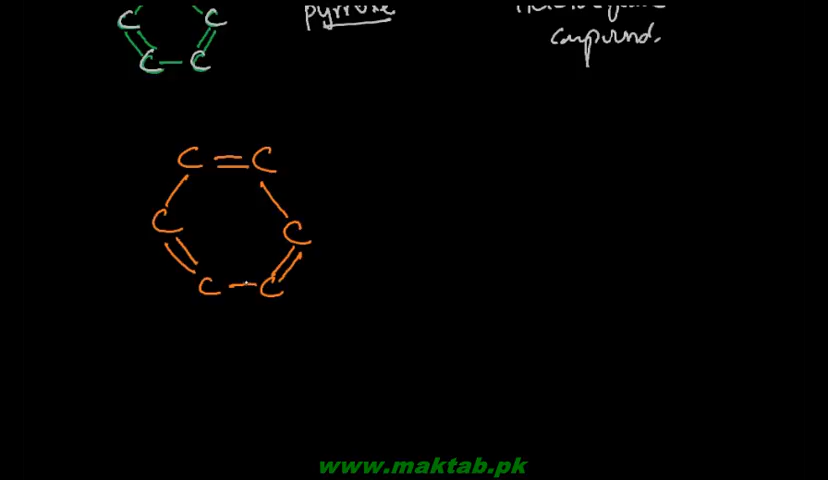 C C pyrrole
C – C compound.
C = C
C C
C – C
www.maktab.pk